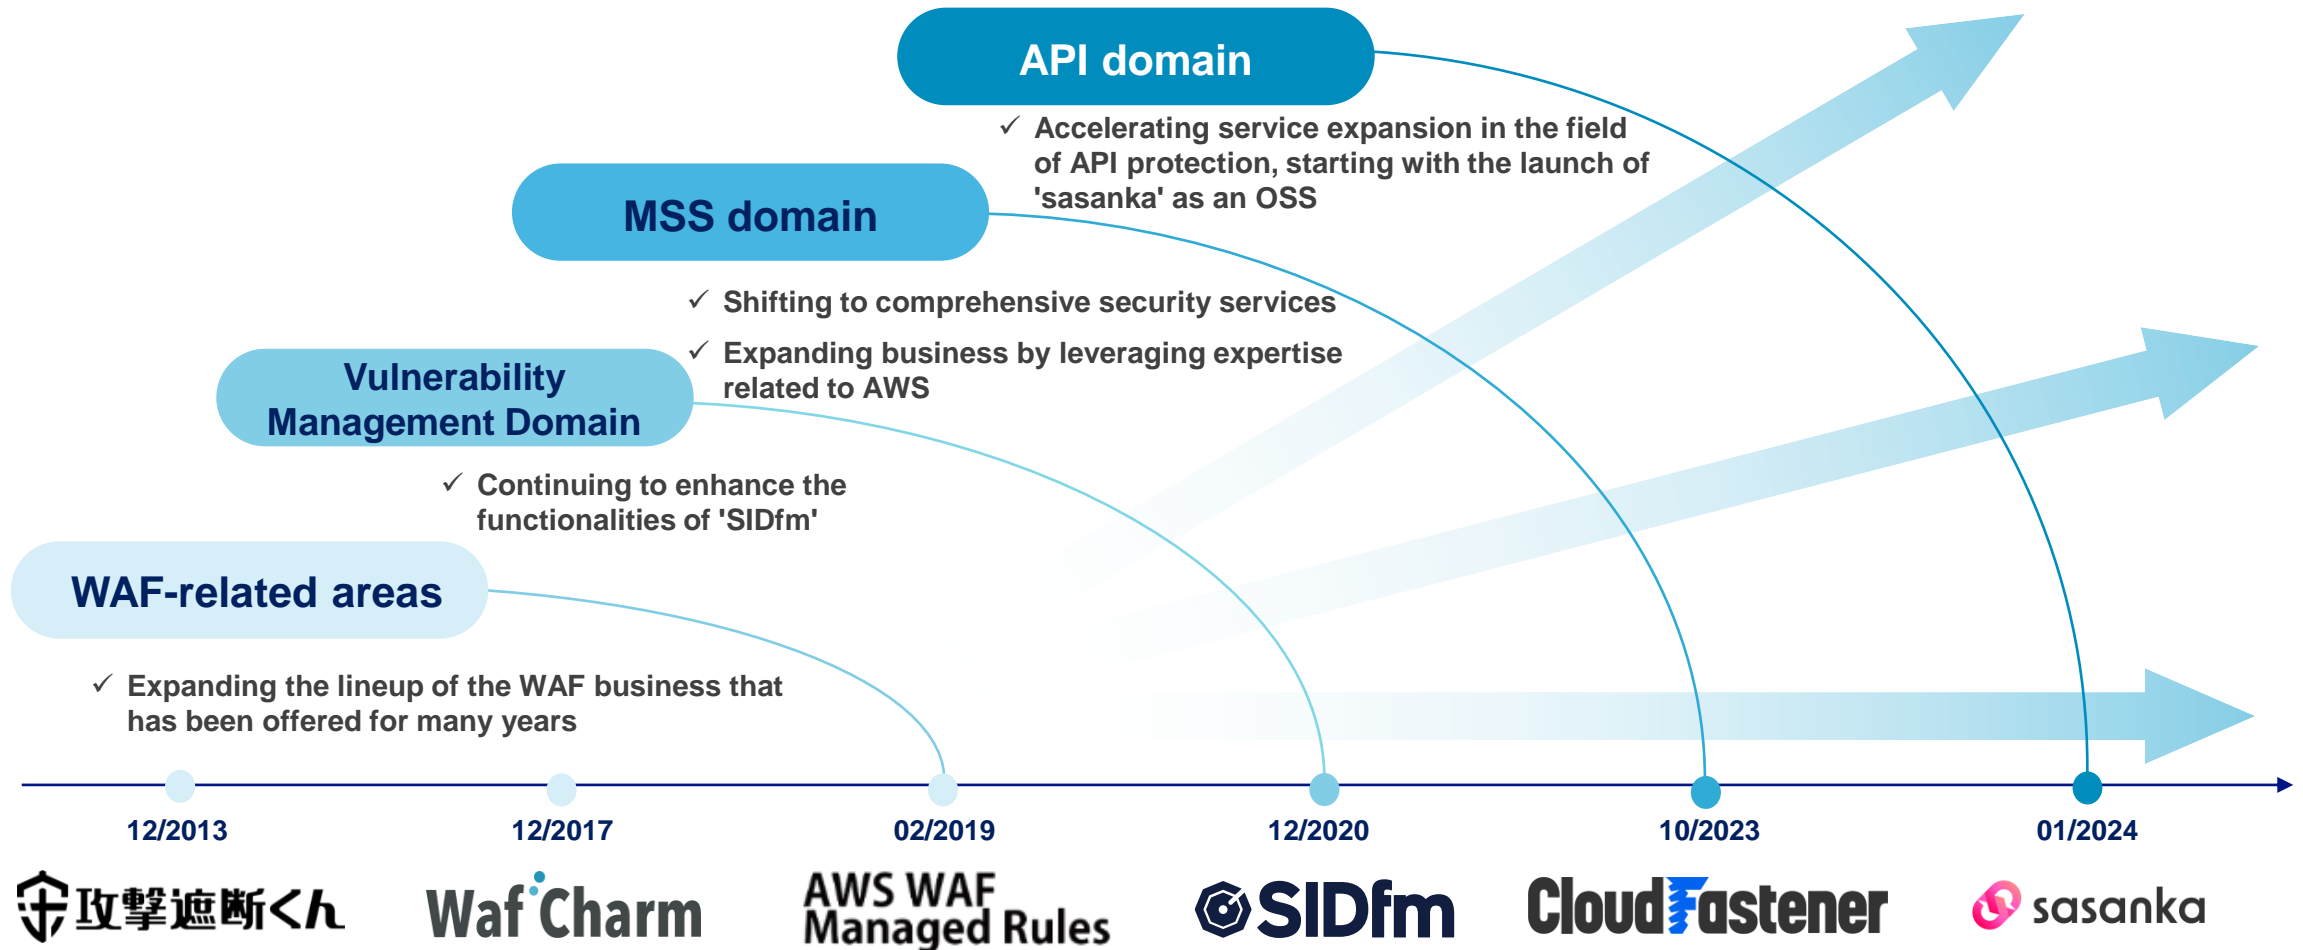 API domain
✓ Accelerating service expansion in the field
of API protection, starting with the launch of
'sasanka' as an OSS
MSS domain
✓ Shifting to comprehensive security services
✓ Expanding business by leveraging expertise
related to AWS
Vulnerability
Management Domain
✓ Continuing to enhance the
functionalities of 'SIDfm'
WAF-related areas
✓ Expanding the lineup of the WAF business that
has been offered for many years
12/2013
12/2017
02/2019
12/2020
10/2023
01/2024
攻撃遮断くん
WafCharm
AWS WAF
Managed Rules
SIDfm
CloudFastener
sasanka